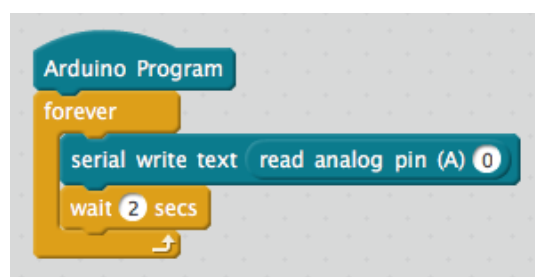 Arduino Program
forever
serial write text read analog pin (A) 0
wait 2 secs